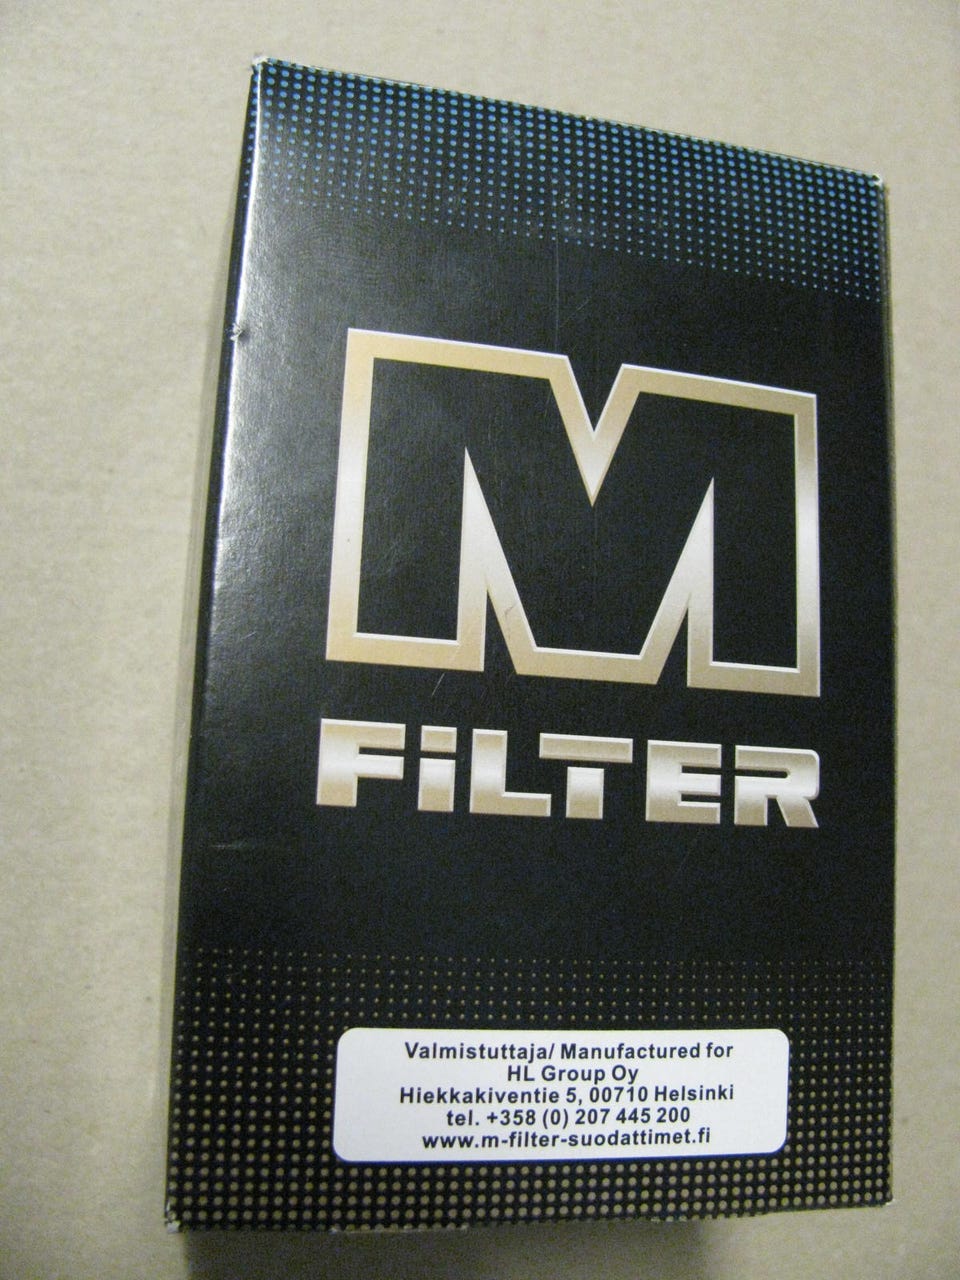 M
FiLTER
Valmistuttaja/ Manufactured for
HL Group Oy
Hiekkakiventie 5, 00710 Helsinki
tel. +358 (0) 207 445 200
www.m-filter-suodattimet.fi